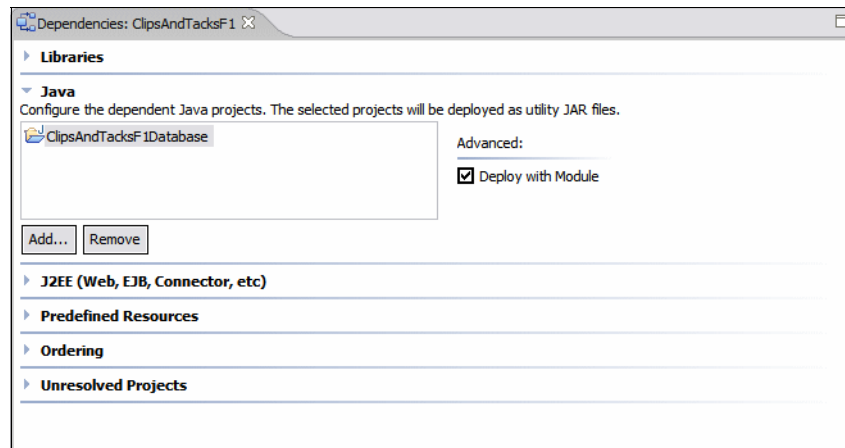 Dependencies: ClipsAndTacksF1
Libraries
Java
Configure the dependent Java projects. The selected projects will be deployed as utility JAR files.
ClipsAndTacksF1Database
Advanced:
Deploy with Module
Add... Remove
J2EE (Web, EJB, Connector, etc)
Predefined Resources
Ordering
Unresolved Projects